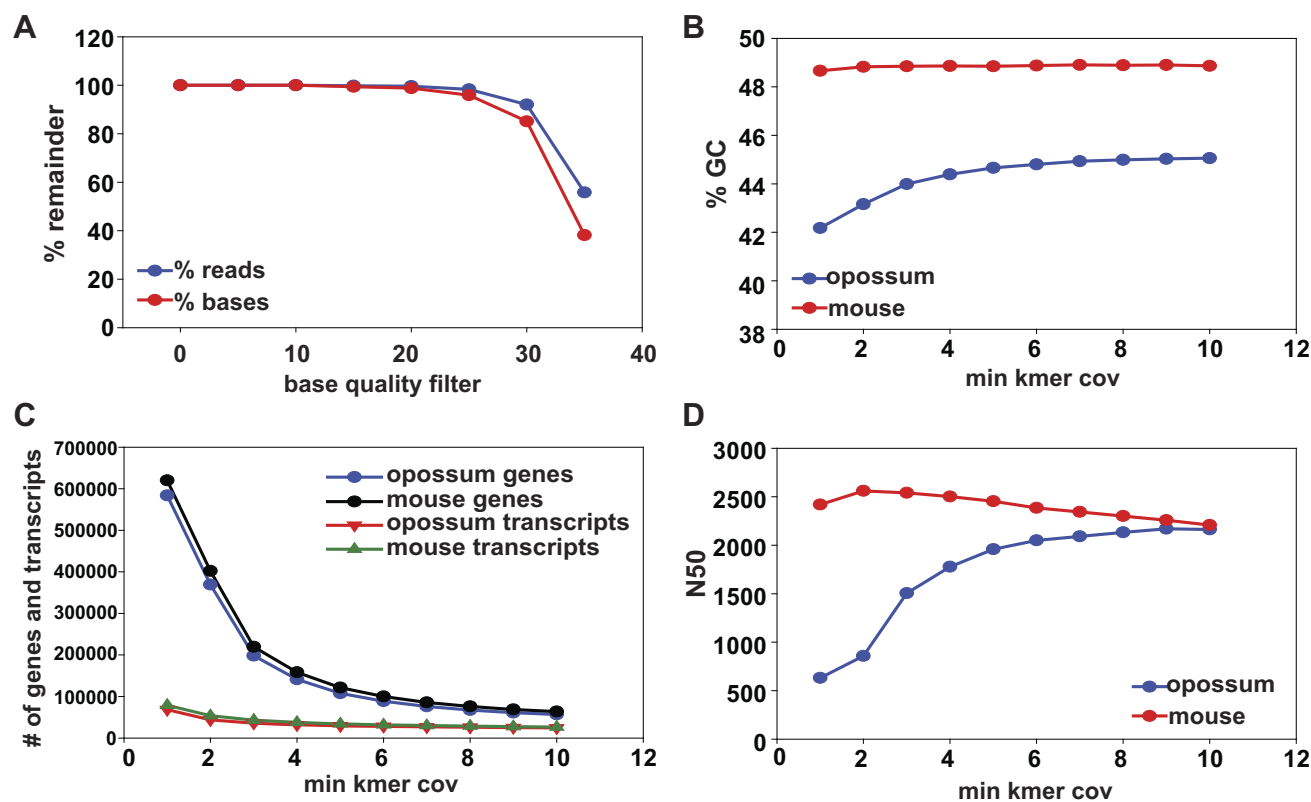 A
120
100
80
60
40
20
0
% remainder
% reads
% bases
0 10 20 30 40
base quality filter
B
50
48
46
44
42
40
38
% GC
opossum
mouse
0 2 4 6 8 10 12
min kmer cov
C
700000
600000
500000
400000
300000
200000
100000
0
# of genes and transcripts
opossum genes
mouse genes
opossum transcripts
mouse transcripts
0 2 4 6 8 10 12
min kmer cov
D
3000
2500
2000
1500
1000
500
0
N50
opossum
mouse
0 2 4 6 8 10 12
min kmer cov